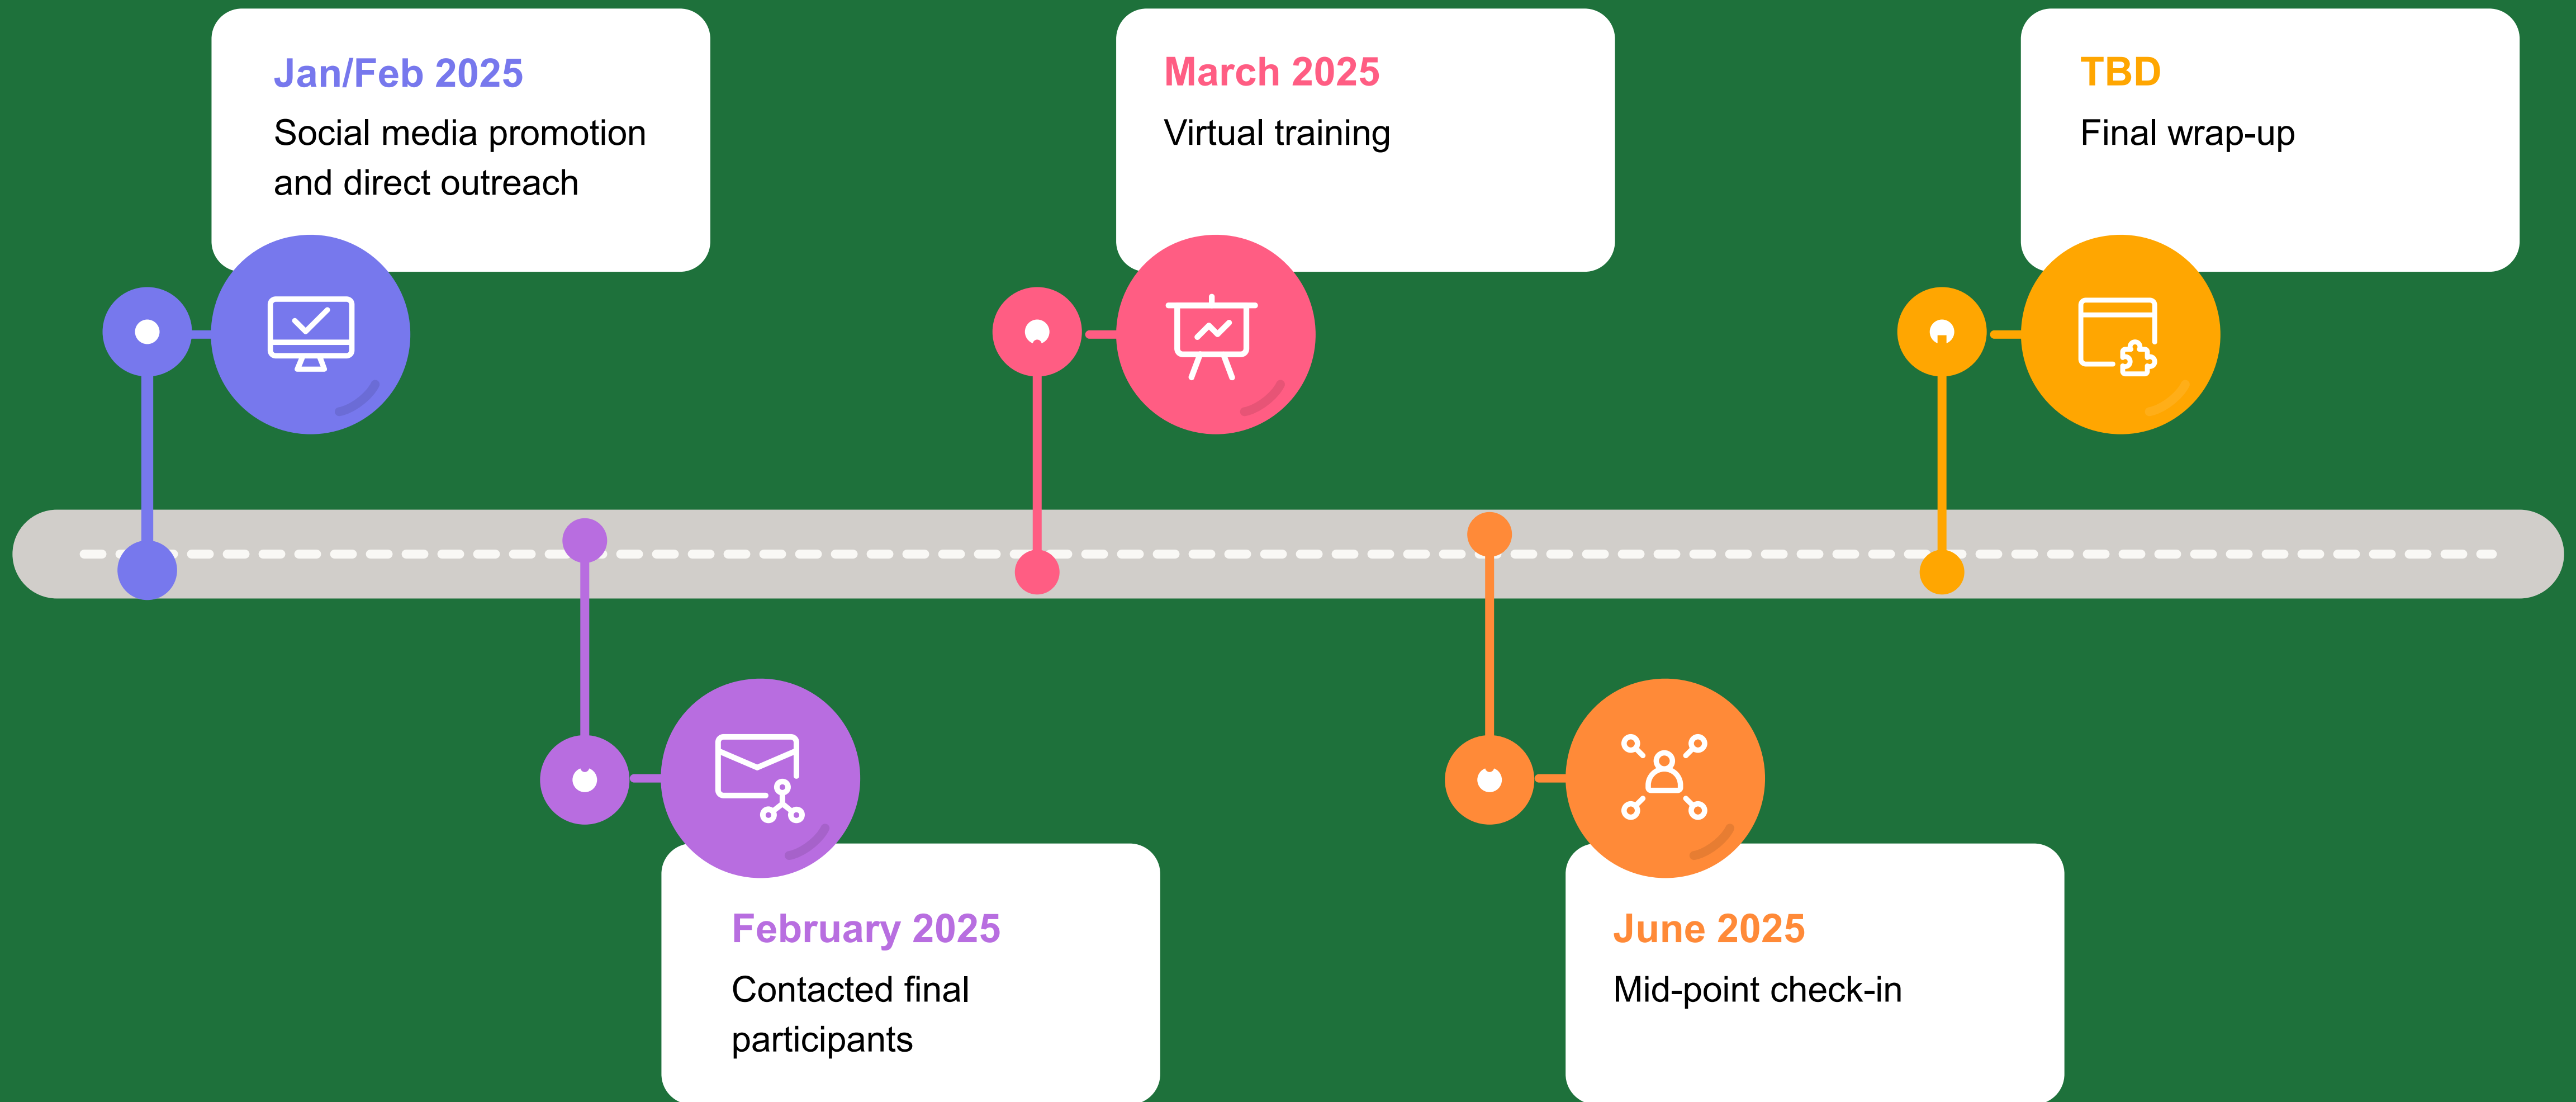 Jan/Feb 2025
Social media promotion
and direct outreach
February 2025
Contacted final
participants
March 2025
Virtual training
June 2025
Mid-point check-in
TBD
Final wrap-up